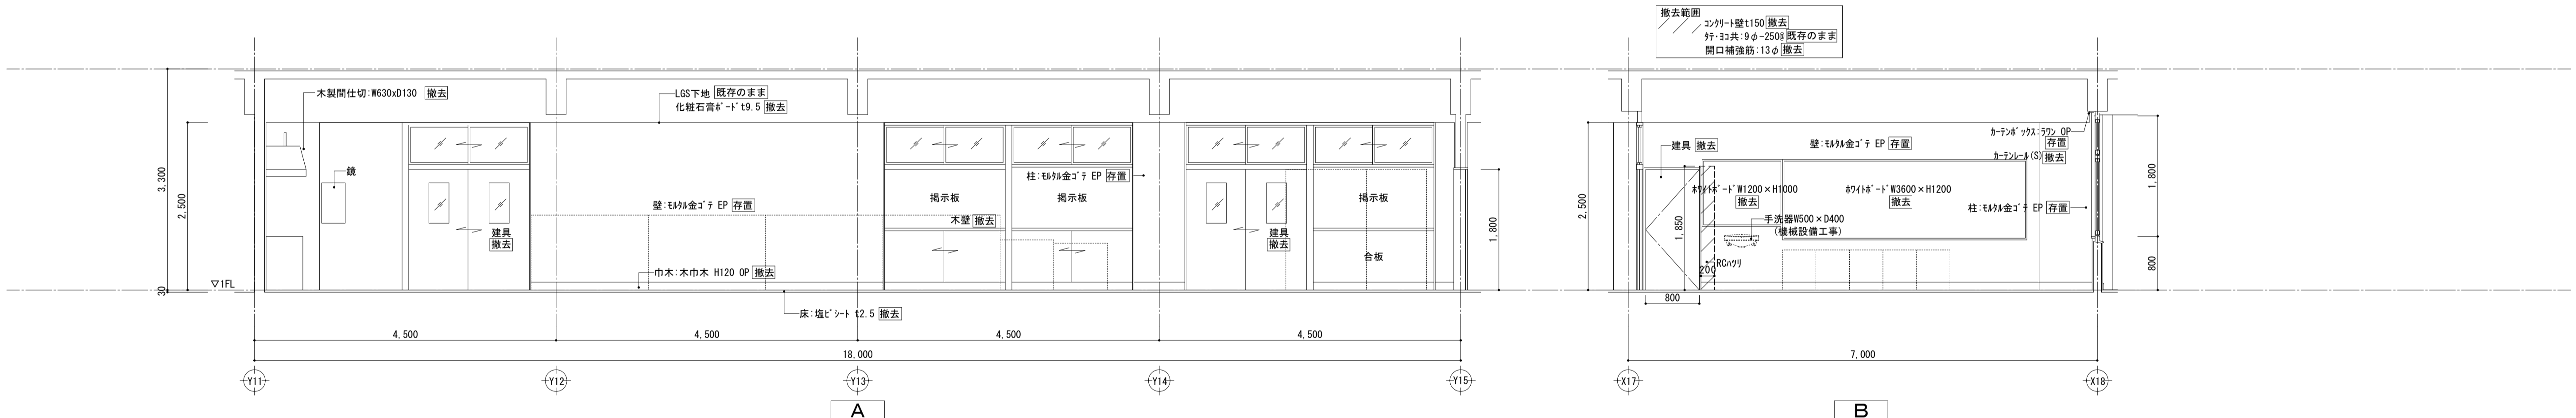 撤去範囲
コンクリート壁t150 撤去
タテ・ヨコ共:9φ-250@ 既存のまま
開口補強筋:13φ 撤去
木製間仕切:W630xD130 撤去
LGS下地 既存のまま
化粧石膏ボードt9.5 撤去
鏡
壁:モルタル金ゴテ EP 存置
建具
撤去
掲示板
木壁 撤去
柱:モルタル金ゴテ EP 存置
掲示板
建具
撤去
掲示板
合板
巾木:木巾木 H120 OP 撤去
床:塩ビシート t2.5 撤去
3,300
2,500
30
▽1FL
1,800
4,500
4,500
4,500
4,500
18,000
Y11
Y12
Y13
Y14
Y15
A
建具 撤去
壁:モルタル金ゴテ EP 存置
カーテンボックス:ラワン OP
存置
カーテンレール(S) 撤去
ホワイトボードW1200×H1000
撤去
ホワイトボードW3600×H1200
撤去
柱:モルタル金ゴテ EP 存置
手洗器W500×D400
(機械設備工事)
RCハツリ
200
1,850
2,500
800
1,800
800
7,000
X17
X18
B